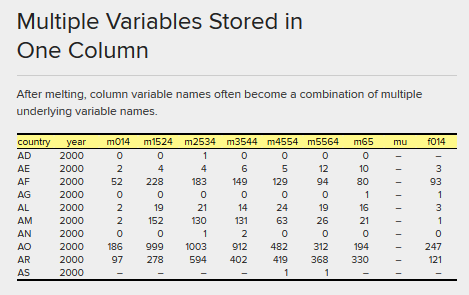 Multiple Variables Stored in
One Column
After melting, column variable names often become a combination of multiple
underlying variable names.
country year m014 m1524 m2534 m3544 m4554 m5564 m65 mu f014
AD 2000 0 0 1 0 0 0 0 – –
AE 2000 2 4 4 6 5 12 10 – 3
AF 2000 52 228 183 149 129 94 80 – 93
AG 2000 0 0 0 0 0 0 1 – 1
AL 2000 2 19 21 14 24 19 16 – 3
AM 2000 2 152 130 131 63 26 21 – 1
AN 2000 0 0 1 2 0 0 0 – 0
AO 2000 186 999 1003 912 482 312 194 – 247
AR 2000 97 278 594 402 419 368 330 – 121
AS 2000 – – – – 1 1 – – –